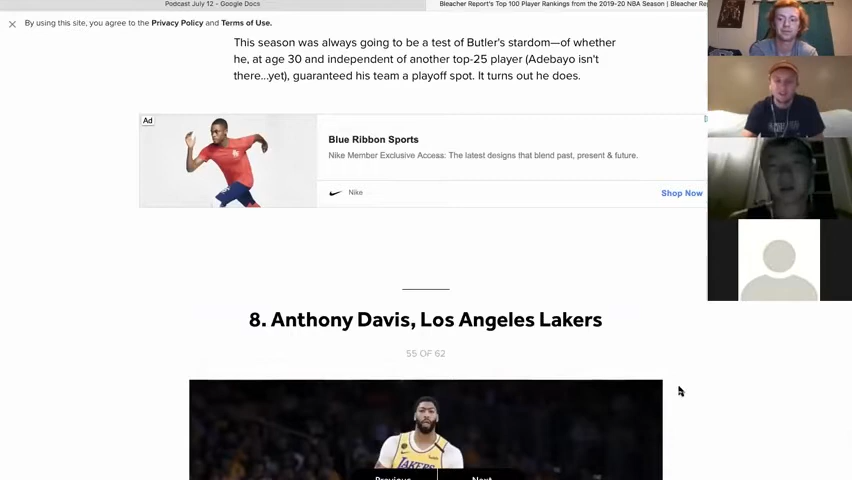 Podcast July 12 - Google Docs
Bleacher Report's Top 100 Player Rankings from the 2019-20 NBA Season | Bleacher Rep
By using this site, you agree to the Privacy Policy and Terms of Use.
This season was always going to be a test of Butler's stardom—of whether
he, at age 30 and independent of another top-25 player (Adebayo isn't
there...yet), guaranteed his team a playoff spot. It turns out he does.
Ad
Blue Ribbon Sports
Nike Member Exclusive Access: The latest designs that blend past, present & future.
Nike
Shop Now
8. Anthony Davis, Los Angeles Lakers
55 OF 62
LAKERS
Previous
Next